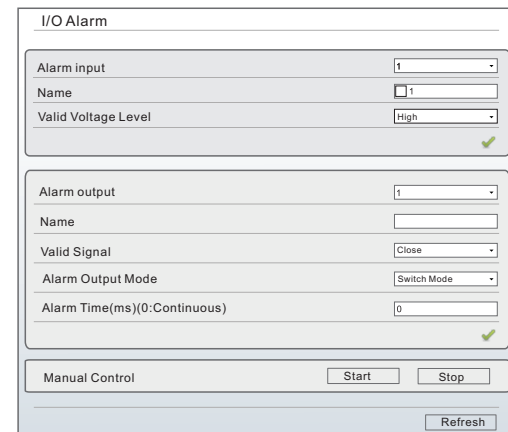 I/O Alarm
Alarm input 1
Name 1
Valid Voltage Level High
Alarm output 1
Name
Valid Signal Close
Alarm Output Mode Switch Mode
Alarm Time(ms)(0:Continuous) 0
Manual Control Start Stop
Refresh